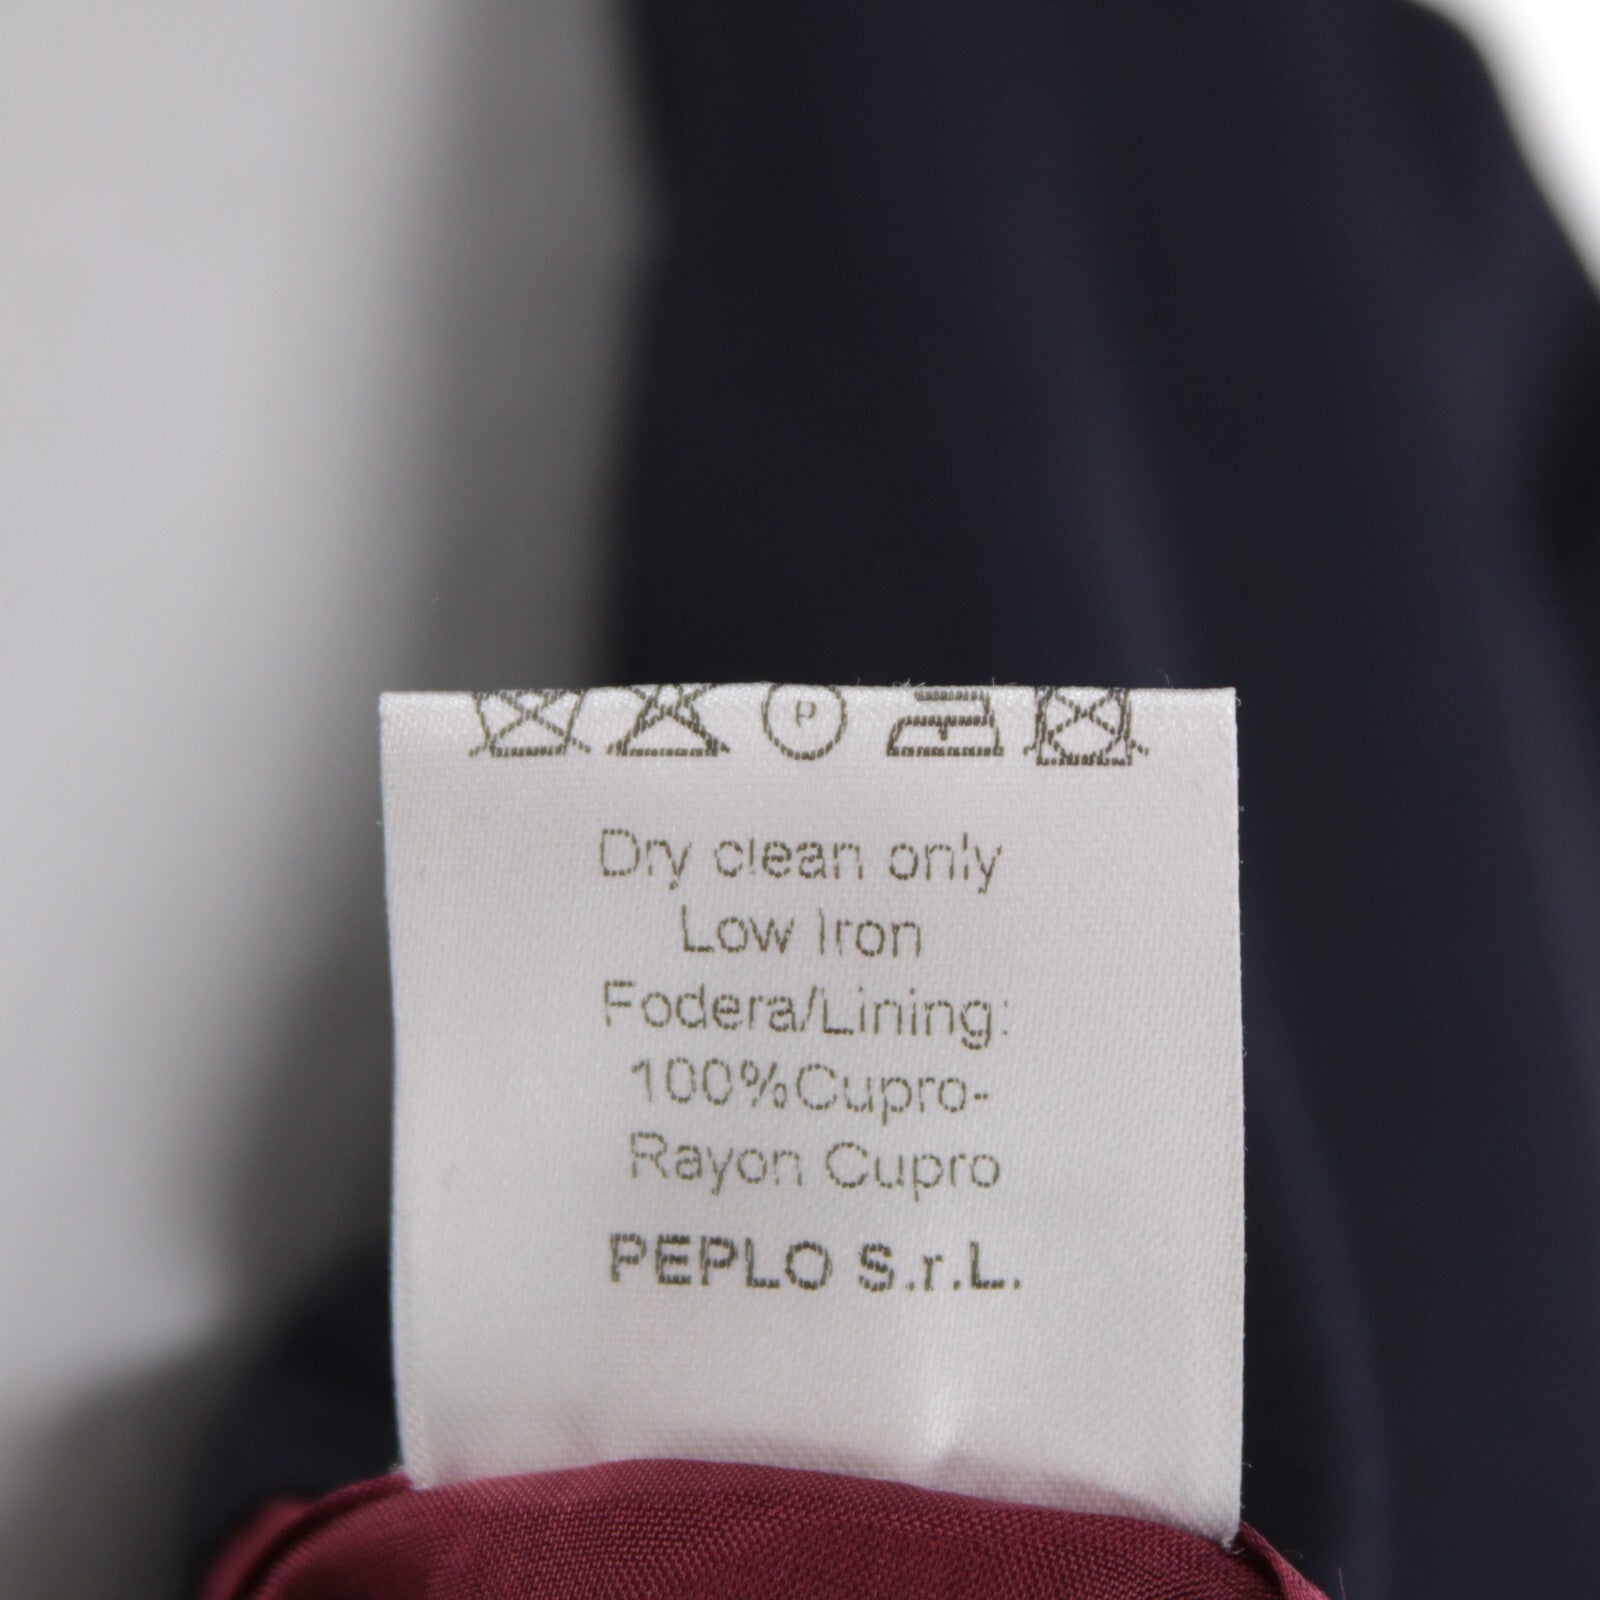 P
Dry clean only
Low Iron
Fodera/Lining:
100%Cupro-
Rayon Cupro
PEPLO S.r.L.